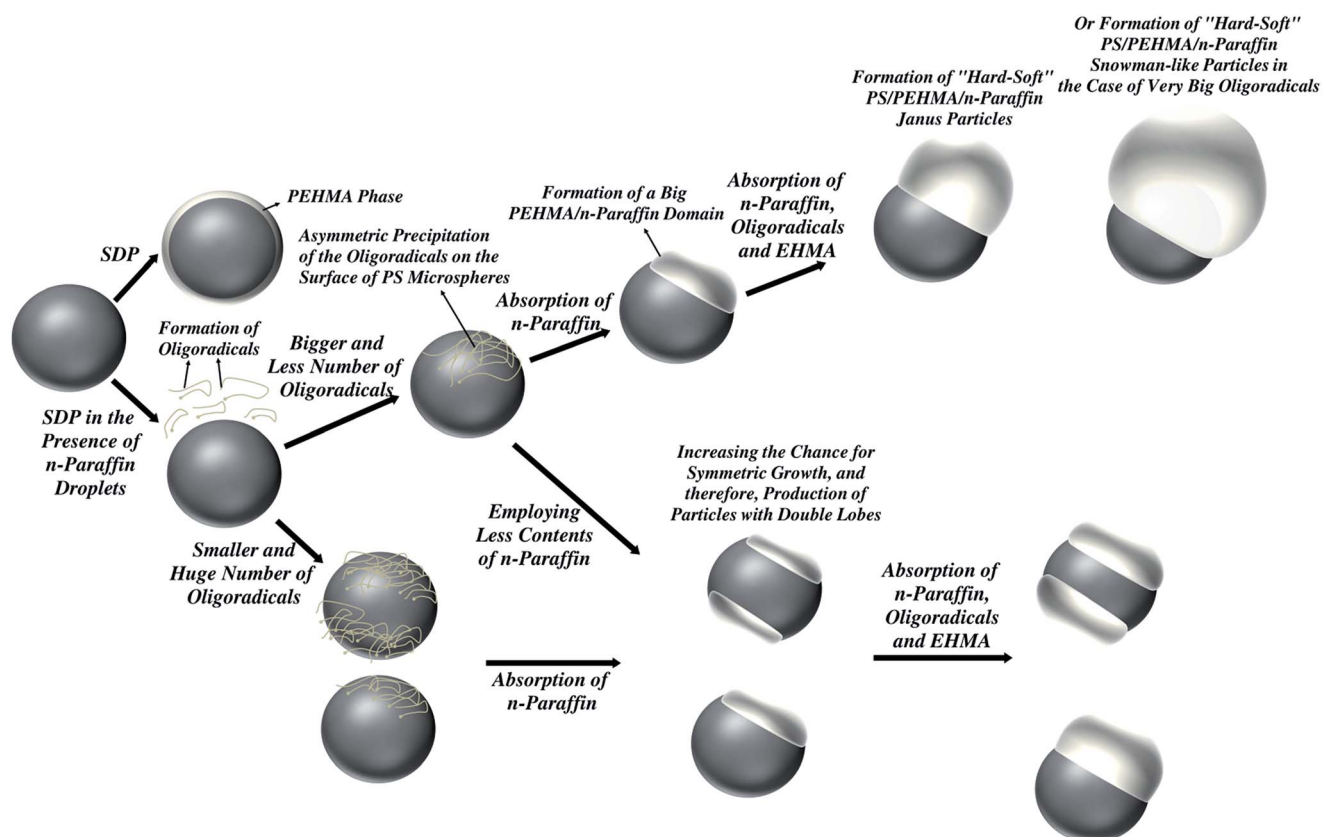 Or Formation of "Hard-Soft"
PS/PEHMA/n-Paraffin
Snowman-like Particles in
the Case of Very Big Oligoradicals
Formation of "Hard-Soft"
PS/PEHMA/n-Paraffin
Janus Particles
Absorption of
n-Paraffin,
Oligoradicals
and EHMA
Formation of a Big
PEHMA/n-Paraffin Domain
PEHMA Phase
SDP
Asymmetric Precipitation
of the Oligoradicals on the
Surface of PS Microspheres
Absorption of
n-Paraffin
Formation of
Oligoradicals
Bigger and
Less Number of
Oligoradicals
SDP in the
Presence of
n-Paraffin
Droplets
Increasing the Chance for
Symmetric Growth, and
therefore, Production of
Particles with Double Lobes
Employing
Less Contents
of n-Paraffin
Smaller and
Huge Number of
Oligoradicals
Absorption of
n-Paraffin,
Oligoradicals
and EHMA
Absorption of
n-Paraffin